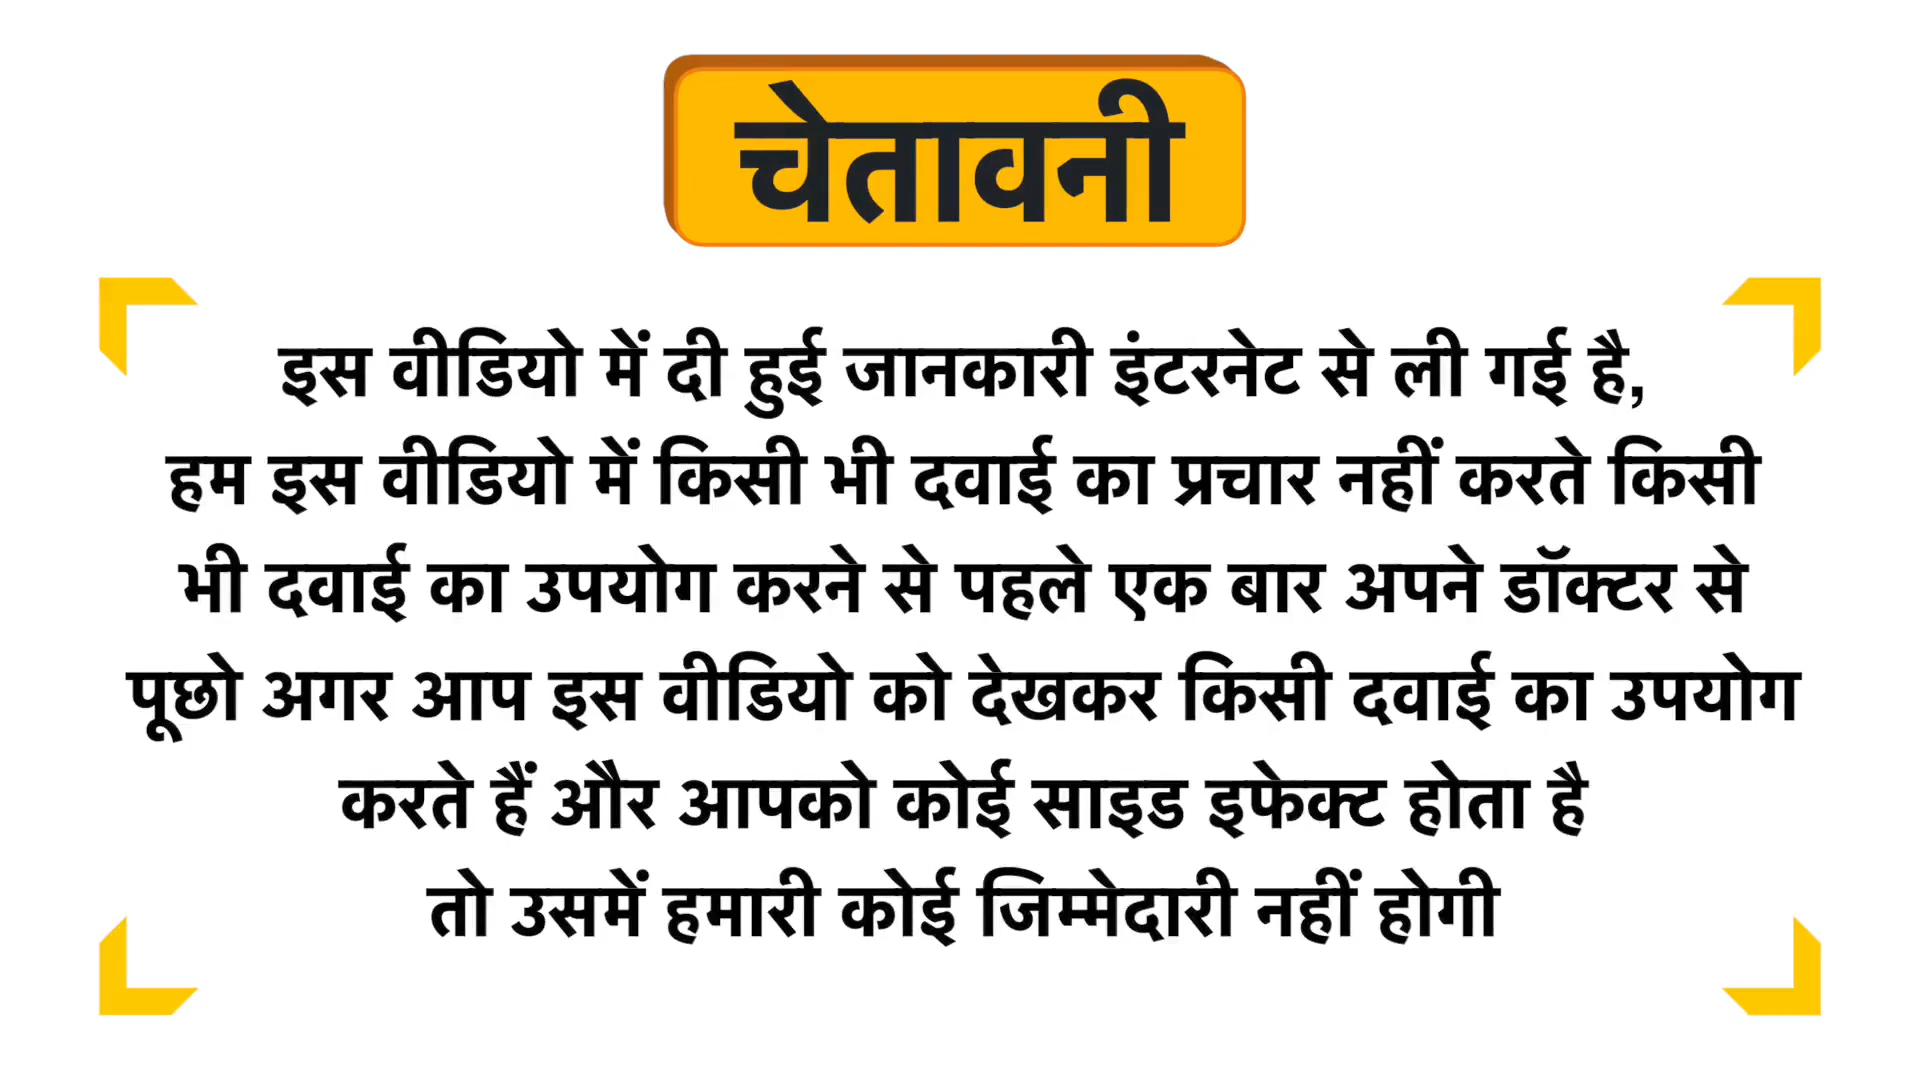 चेतावनी
इस वीडियो में दी हुई जानकारी इंटरनेट से ली गई है,
हम इस वीडियो में किसी भी दवाई का प्रचार नहीं करते किसी
भी दवाई का उपयोग करने से पहले एक बार अपने डॉक्टर से
पूछो अगर आप इस वीडियो को देखकर किसी दवाई का उपयोग
करते हैं और आपको कोई साइड इफेक्ट होता है
तो उसमें हमारी कोई जिम्मेदारी नहीं होगी